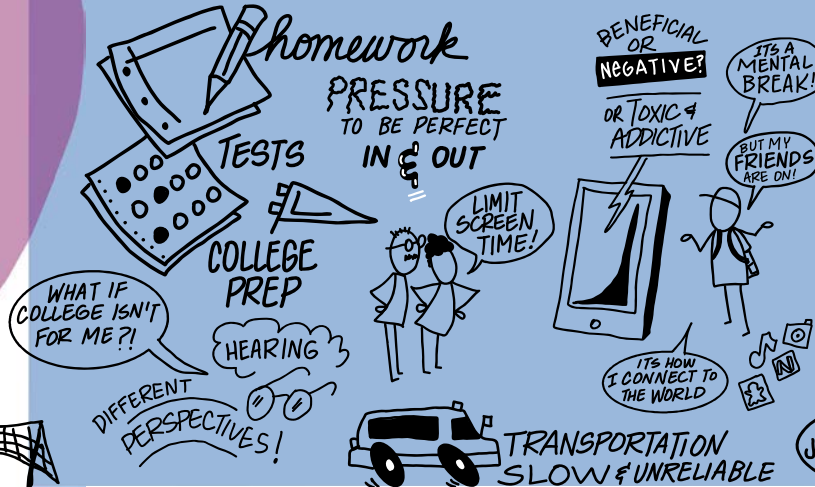 homework
PRESSURE
TO BE PERFECT
IN & OUT
TESTS
COLLEGE
PREP
WHAT IF
COLLEGE ISN'T
FOR ME?!
HEARING
DIFFERENT
PERSPECTIVES!
LIMIT
SCREEN
TIME!
BENEFICIAL
OR
NEGATIVE?
OR TOXIC &
ADDICTIVE
ITS A
MENTAL
BREAK!
BUT MY
FRIENDS
ARE ON!
ITS HOW
I CONNECT TO
THE WORLD
N
TRANSPORTATION
SLOW & UNRELIABLE
J